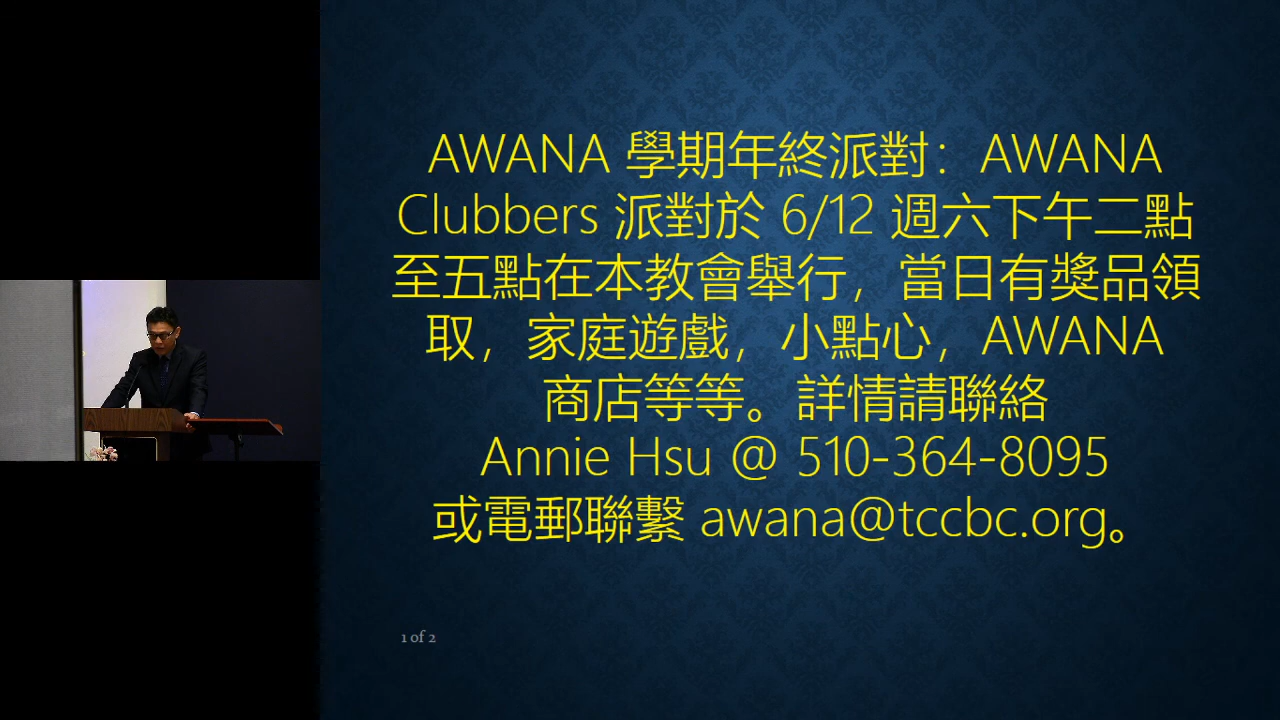 AWANA 學期年終派對：AWANA
Clubbers 派對於 6/12 週六下午二點
至五點在本教會舉行，當日有獎品領
取，家庭遊戲，小點心，AWANA
商店等等。詳情請聯絡
Annie Hsu @ 510-364-8095
或電郵聯繫 awana@tccbc.org。
1 of 2